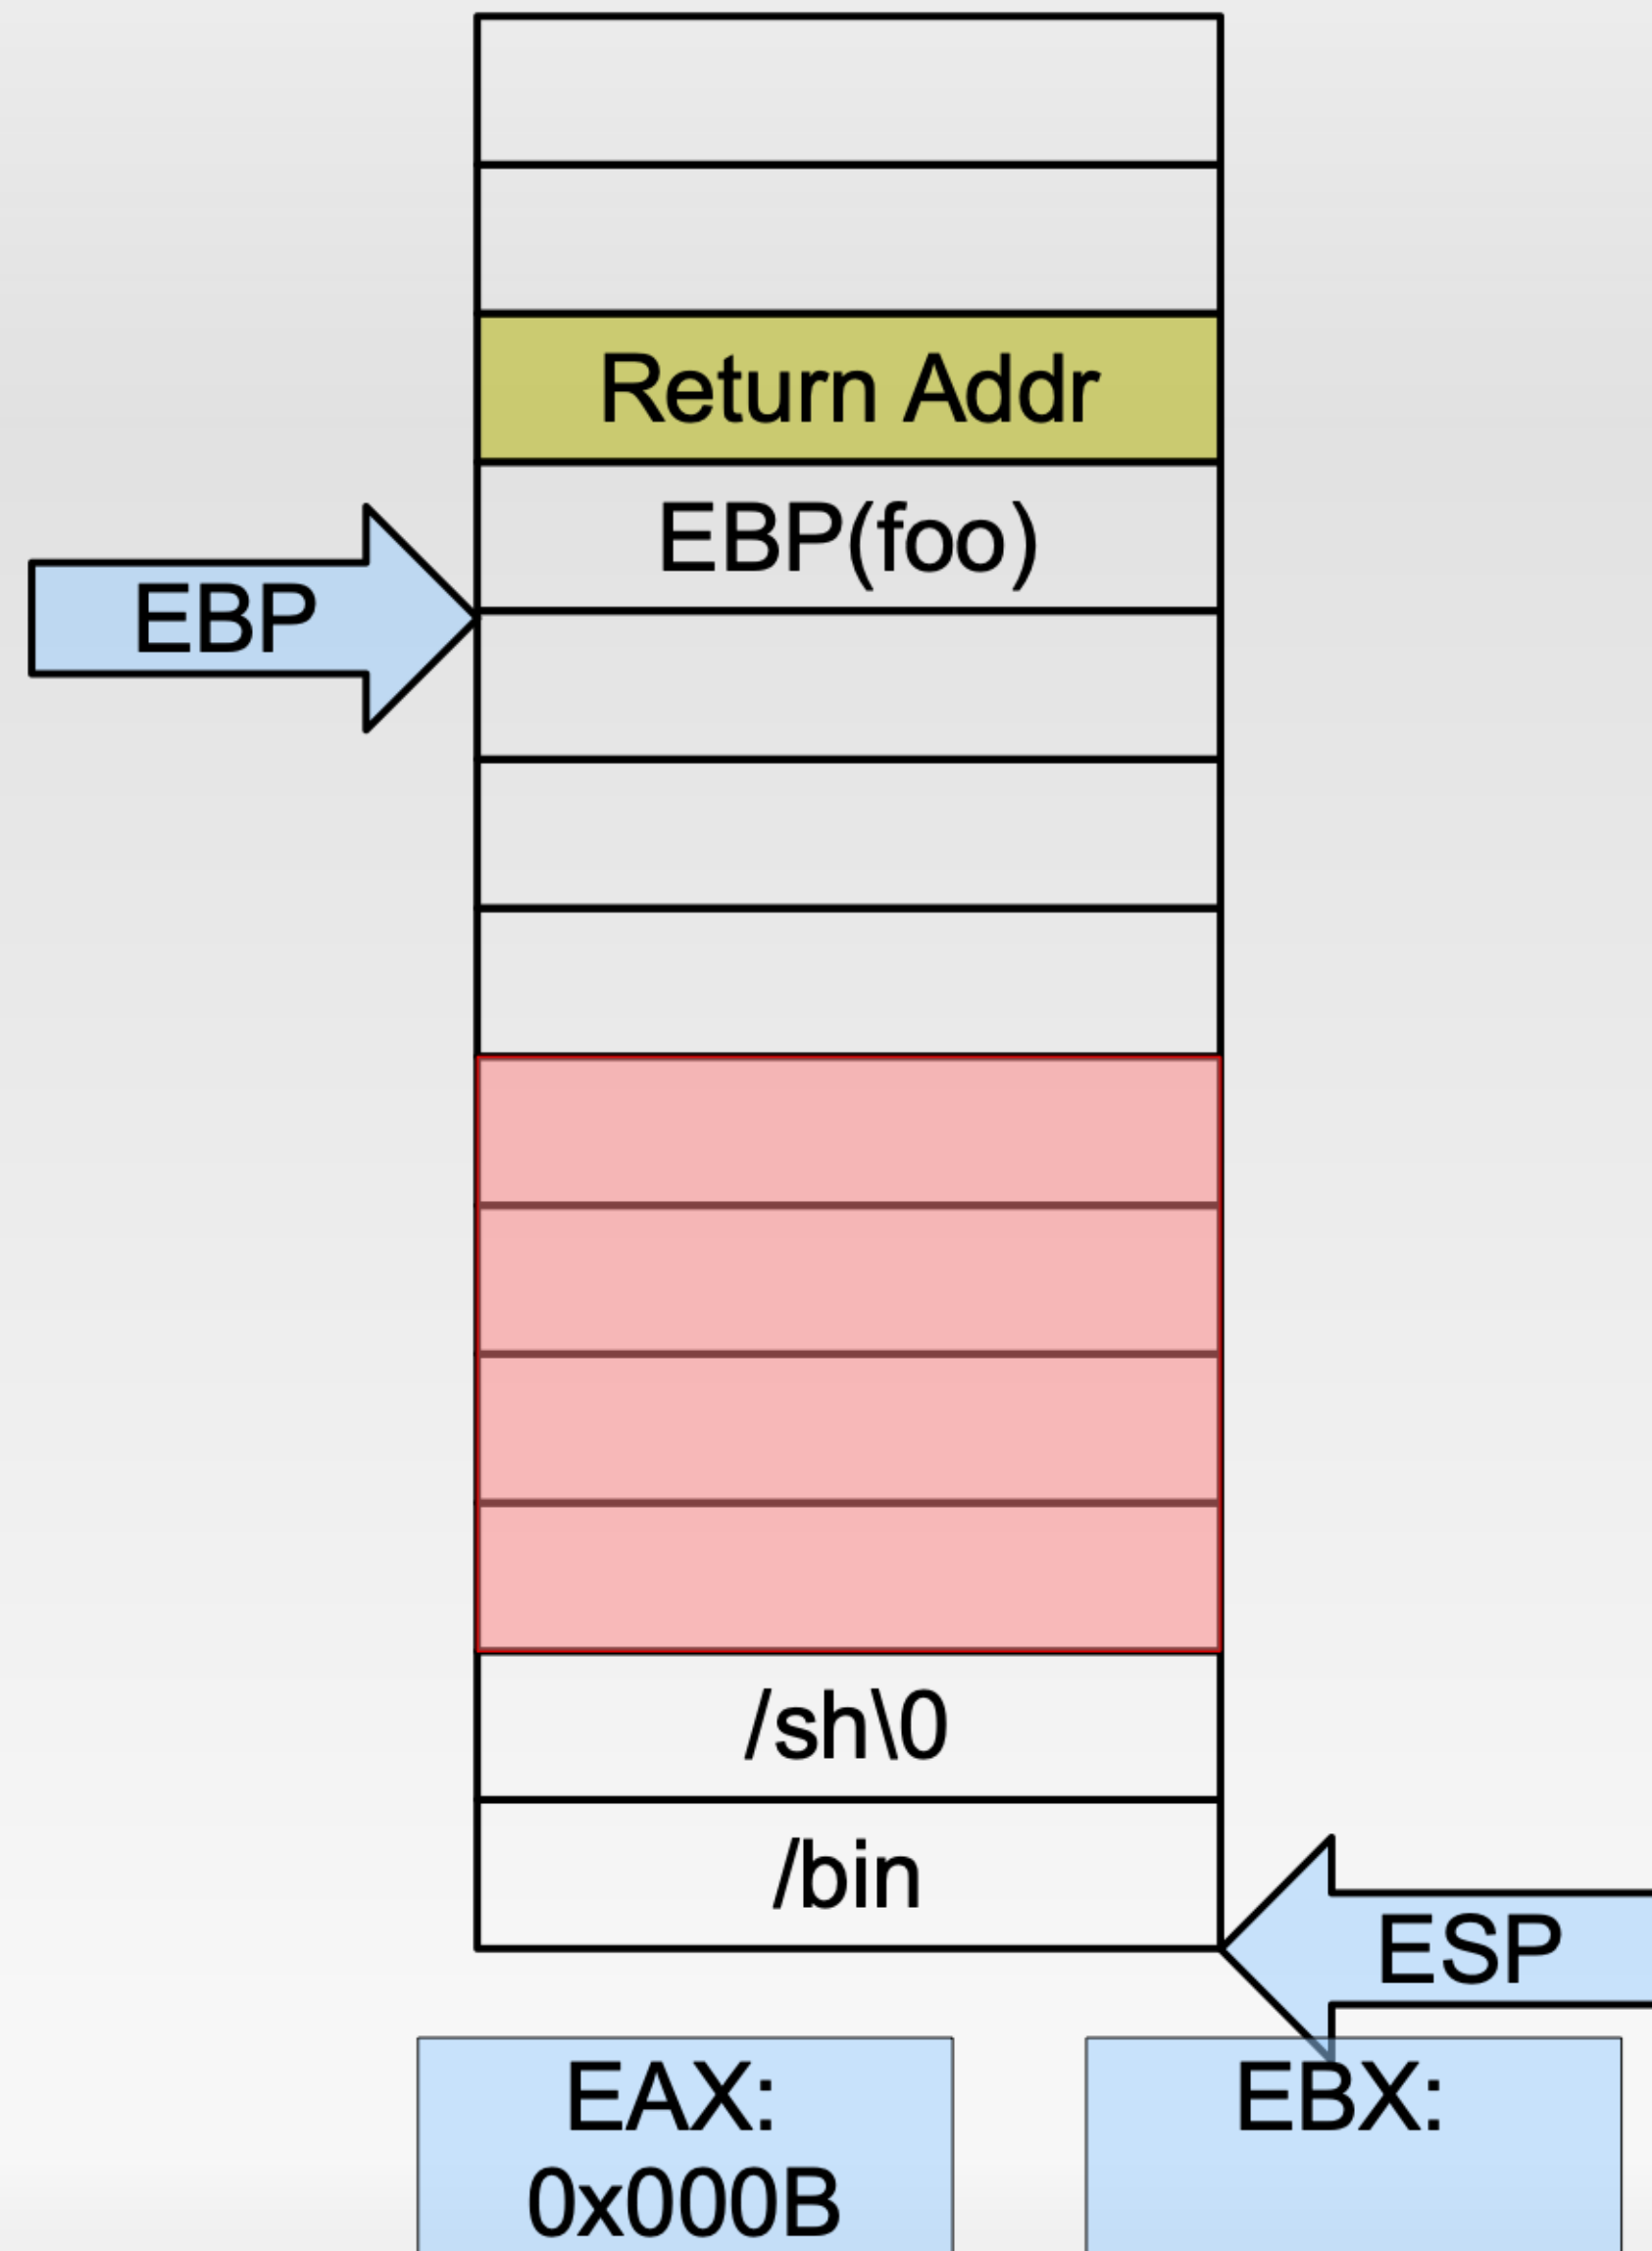 Return Addr
EBP(foo)
EBP
/sh\0
/bin
ESP
EAX:
0x000B
EBX: